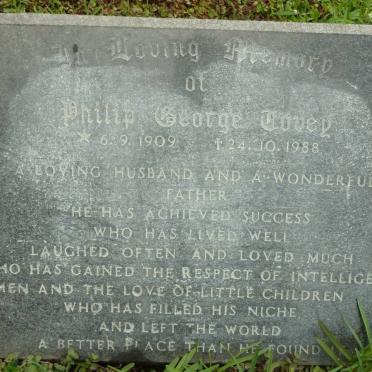 In Loving Memory
of
Philip George Tovey
* 6.9.1909 † 24.10.1988
A LOVING HUSBAND AND A WONDERFUL
FATHER
HE HAS ACHIEVED SUCCESS
WHO HAS LIVED WELL
LAUGHED OFTEN AND LOVED MUCH
WHO HAS GAINED THE RESPECT OF INTELLIGE
MEN AND THE LOVE OF LITTLE CHILDREN
WHO HAS FILLED HIS NICHE
AND LEFT THE WORLD
A BETTER PLACE THAN HE FOUND